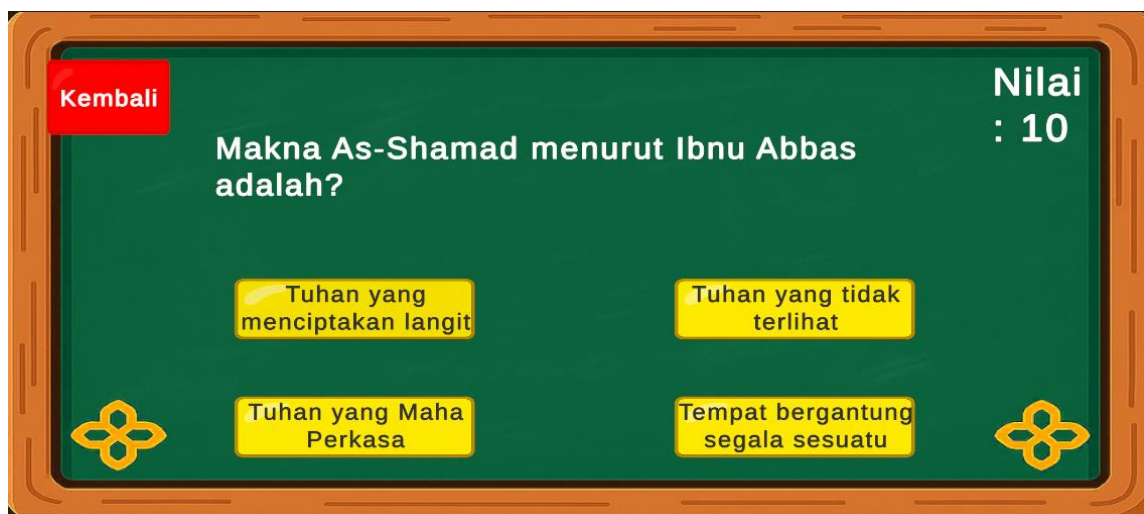 Kembali
Nilai
: 10
Makna As-Shamad menurut Ibnu Abbas
adalah?
Tuhan yang
menciptakan langit
Tuhan yang tidak
terlihat
Tuhan yang Maha
Perkasa
Tempat bergantung
segala sesuatu